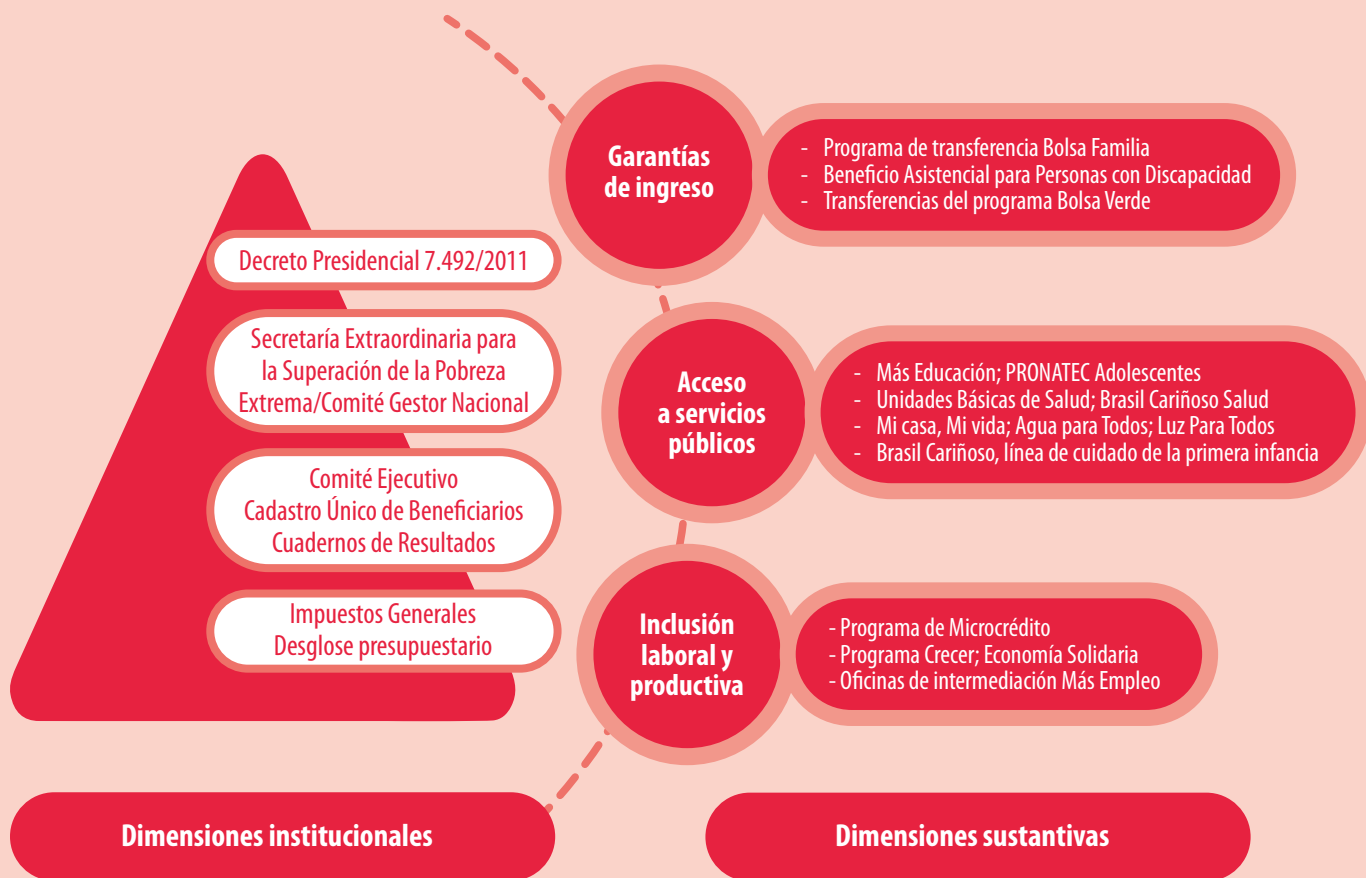 Decreto Presidencial 7.492/2011
Secretaría Extraordinaria para
la Superación de la Pobreza
Extrema/Comité Gestor Nacional
Comité Ejecutivo
Cadastro Único de Beneficiarios
Cuadernos de Resultados
Impuestos Generales
Desglose presupuestario
Dimensiones institucionales
Garantías
de ingreso
- Programa de transferencia Bolsa Familia
- Beneficio Asistencial para Personas con Discapacidad
- Transferencias del programa Bolsa Verde
Acceso
a servicios
públicos
- Más Educación; PRONATEC Adolescentes
- Unidades Básicas de Salud; Brasil Cariñoso Salud
- Mi casa, Mi vida; Agua para Todos; Luz Para Todos
- Brasil Cariñoso, línea de cuidado de la primera infancia
Inclusión
laboral y
productiva
- Programa de Microcrédito
- Programa Crecer; Economía Solidaria
- Oficinas de intermediación Más Empleo
Dimensiones sustantivas